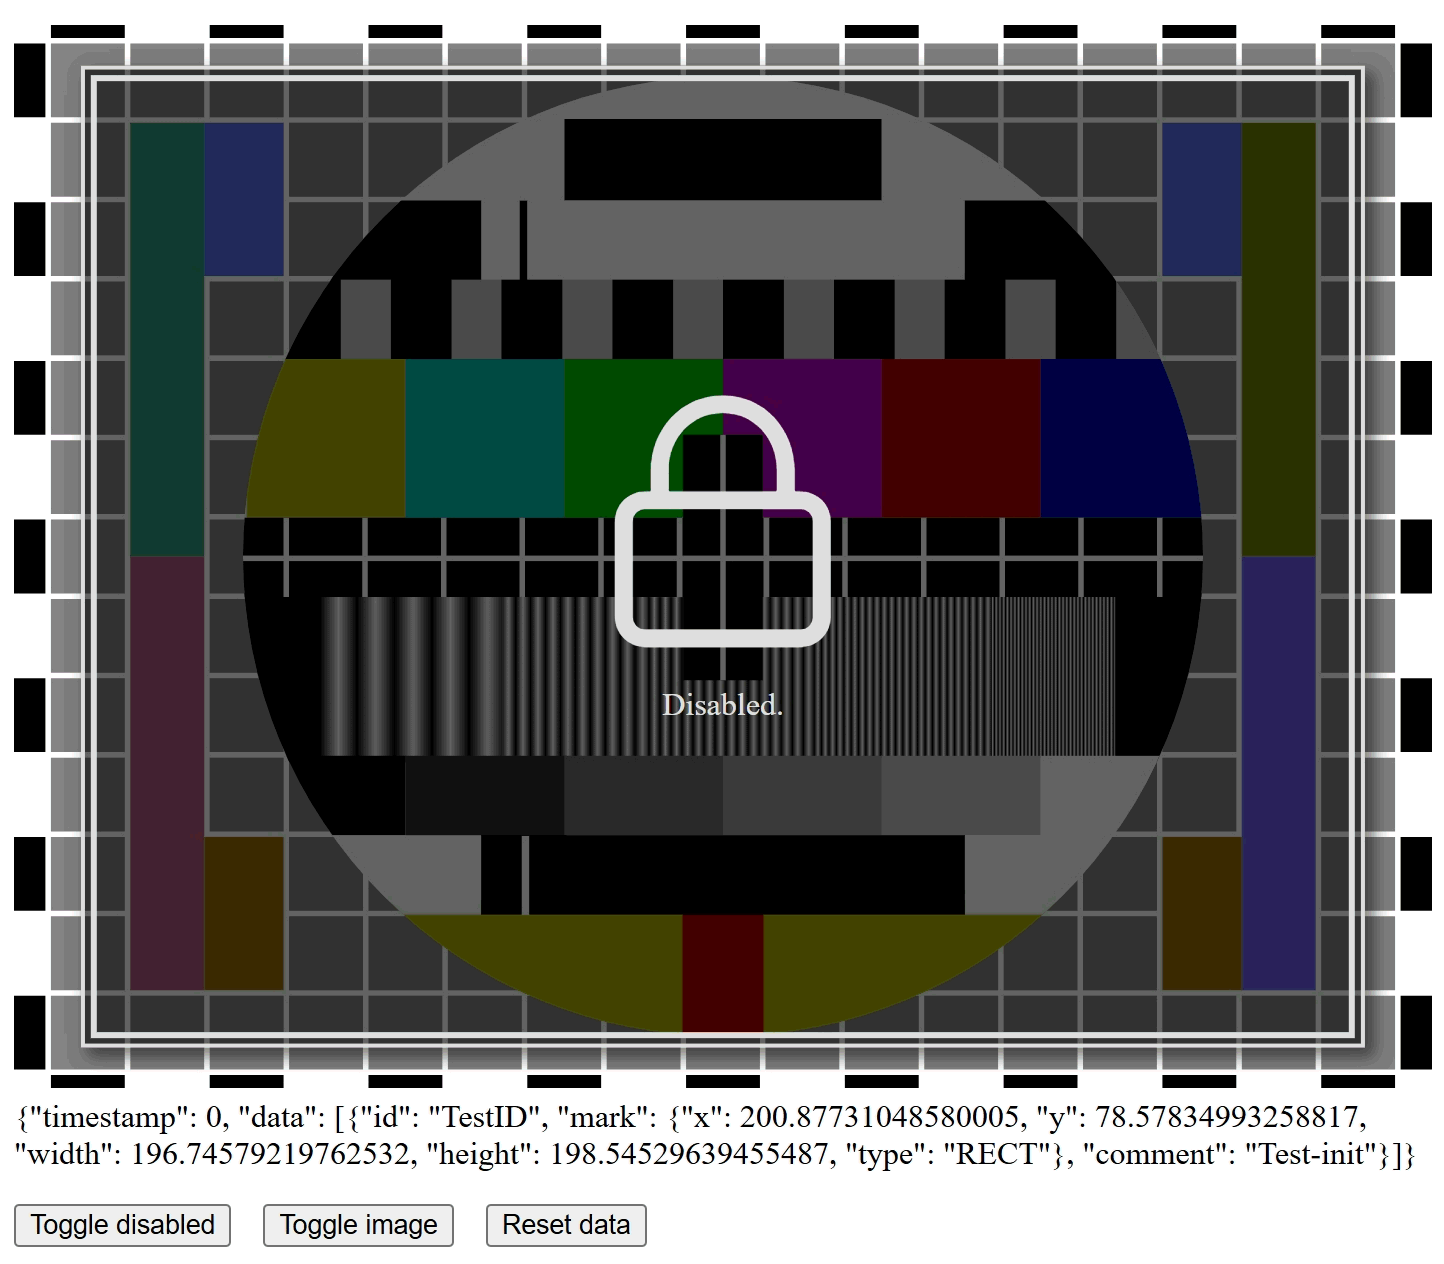 Disabled.
{"timestamp": 0, "data": [{"id": "TestID", "mark": {"x": 200.87731048580005, "y": 78.57834993258817,
"width": 196.74579219762532, "height": 198.54529639455487, "type": "RECT"}, "comment": "Test-init"}]}
Toggle disabled Toggle image Reset data